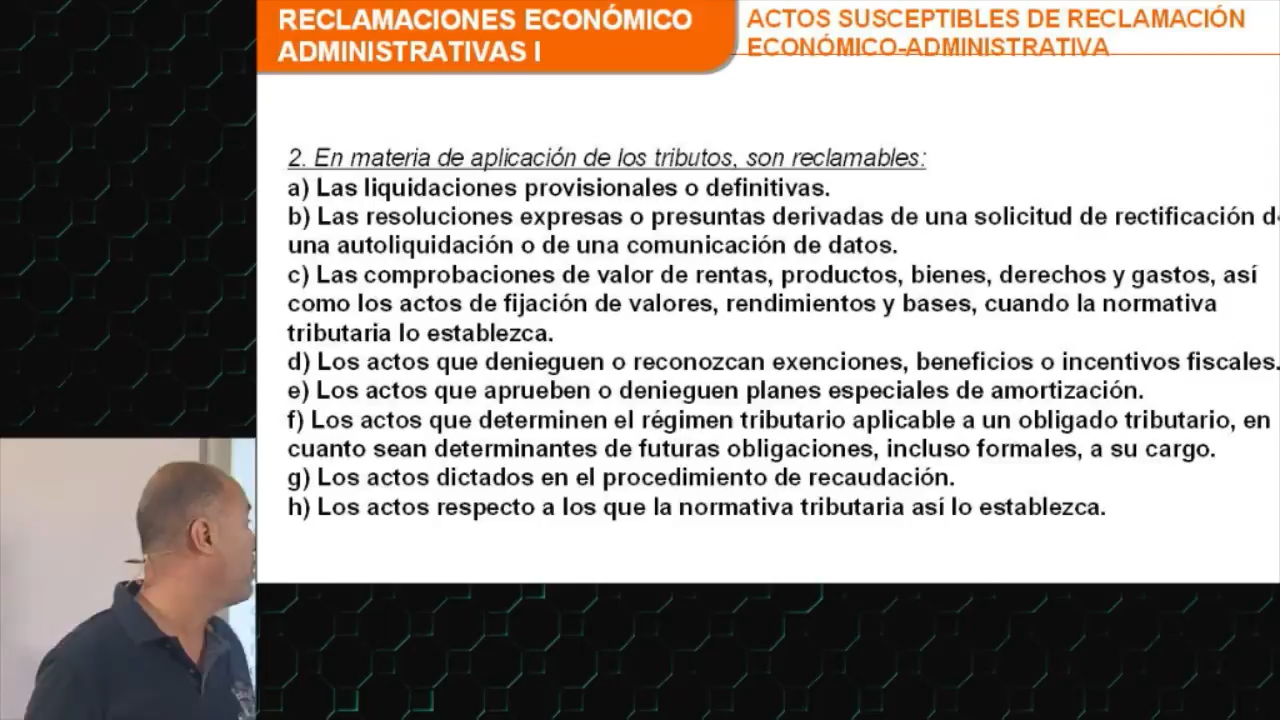 RECLAMACIONES ECONÓMICO
ADMINISTRATIVAS I
ACTOS SUSCEPTIBLES DE RECLAMACIÓN
ECONÓMICO-ADMINISTRATIVA
2. En materia de aplicación de los tributos, son reclamables:
a) Las liquidaciones provisionales o definitivas.
b) Las resoluciones expresas o presuntas derivadas de una solicitud de rectificación d
una autoliquidación o de una comunicación de datos.
c) Las comprobaciones de valor de rentas, productos, bienes, derechos y gastos, así
como los actos de fijación de valores, rendimientos y bases, cuando la normativa
tributaria lo establezca.
d) Los actos que denieguen o reconozcan exenciones, beneficios o incentivos fiscales.
e) Los actos que aprueben o denieguen planes especiales de amortización.
f) Los actos que determinen el régimen tributario aplicable a un obligado tributario, en
cuanto sean determinantes de futuras obligaciones, incluso formales, a su cargo.
g) Los actos dictados en el procedimiento de recaudación.
h) Los actos respecto a los que la normativa tributaria así lo establezca.